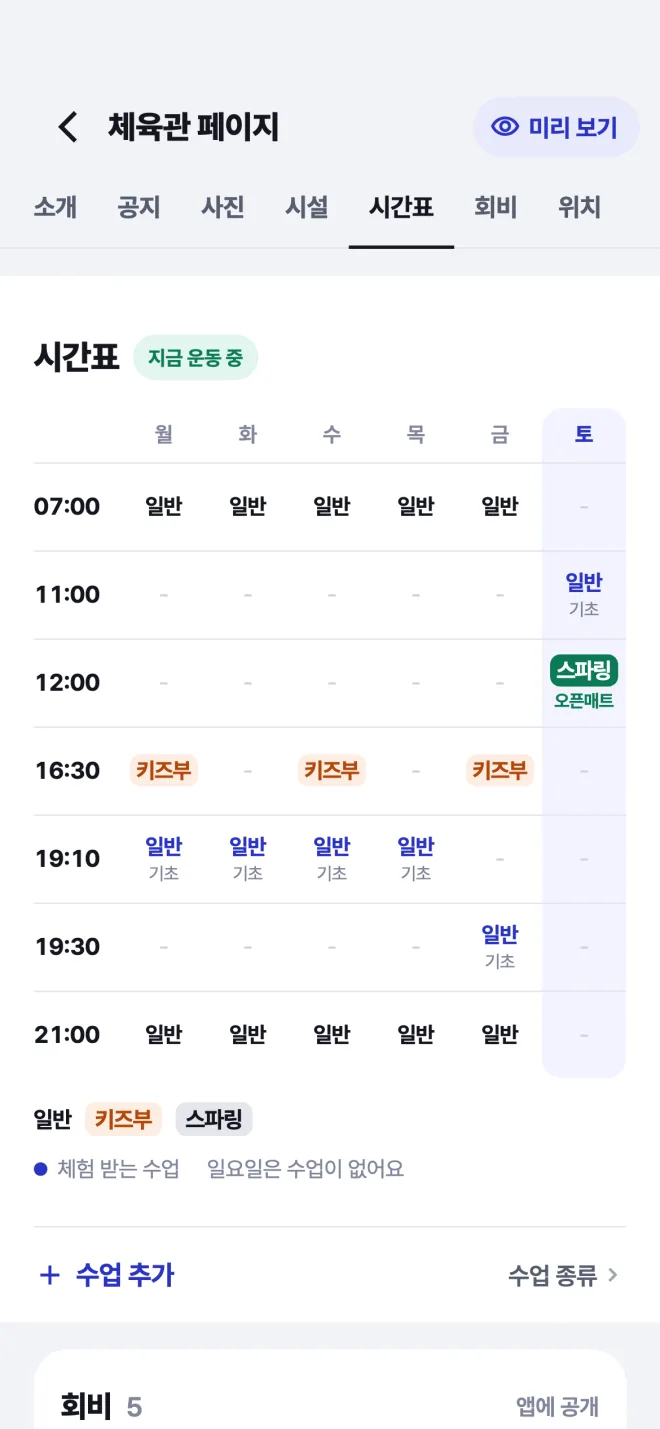 체육관 페이지 미리 보기
소개 공지 사진 시설 시간표 회비 위치
시간표 지금 운동 중
월 화 수 목 금 토
07:00 일반 일반 일반 일반 일반 -
11:00 - - - - - 일반
기초
12:00 - - - - - 스파링
오픈매트
16:30 키즈부 - 키즈부 - 키즈부 -
19:10 일반 일반 일반 일반 - -
기초 기초 기초 기초
19:30 - - - - 일반 -
기초
21:00 일반 일반 일반 일반 일반 -
일반 키즈부 스파링
체험 받는 수업 일요일은 수업이 없어요
+ 수업 추가 수업 종류 >
회비 5 앱에 공개